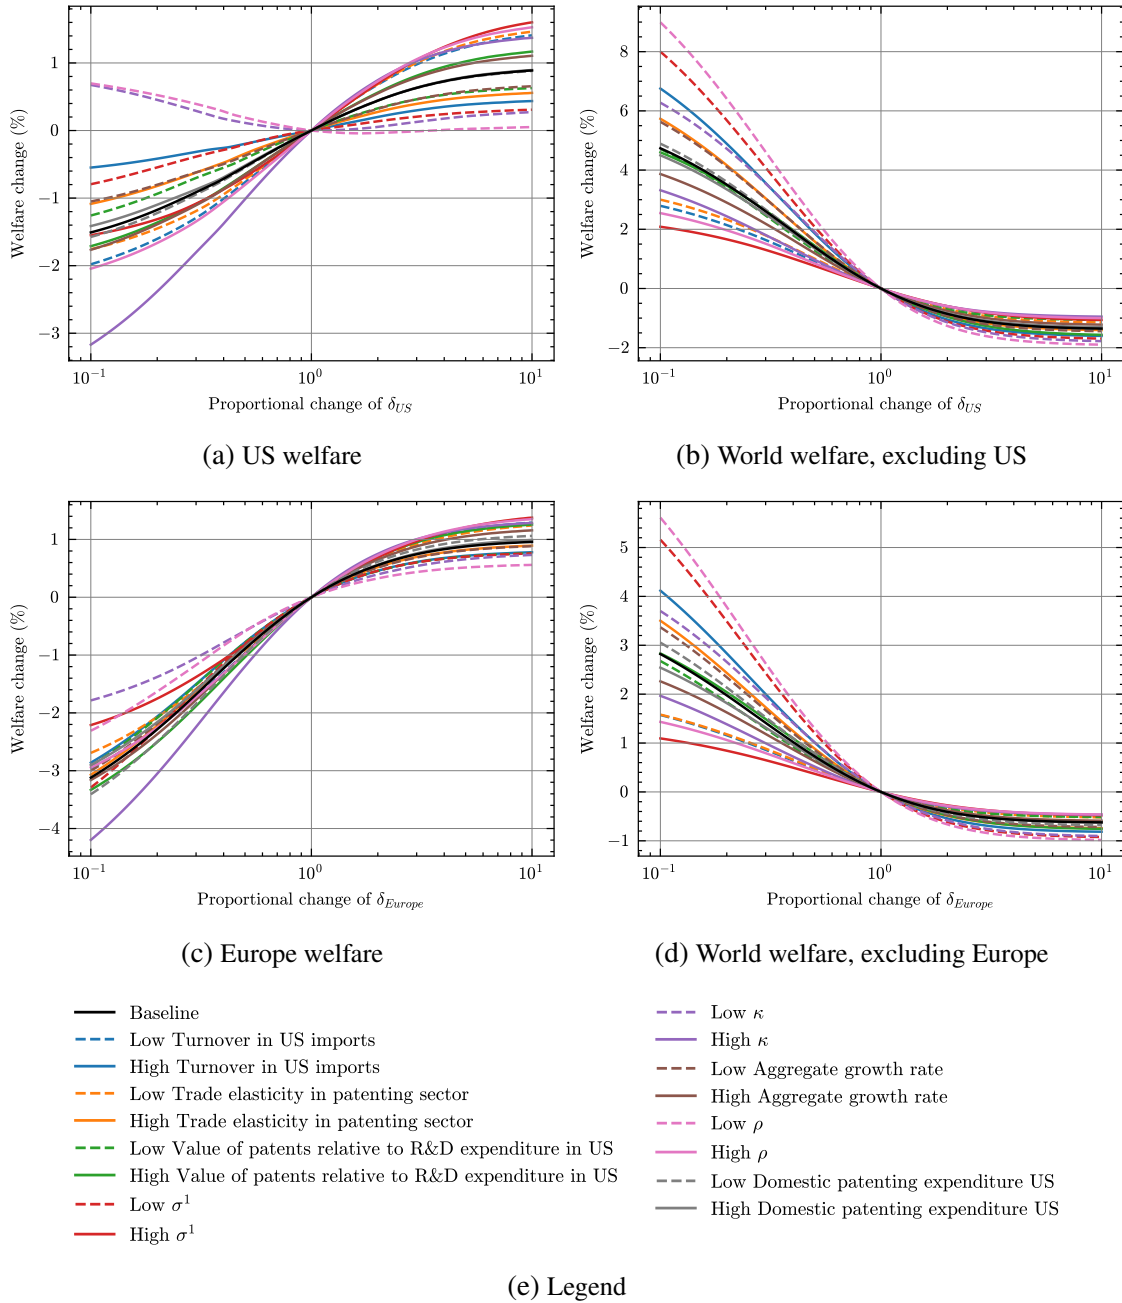 1
0
−1
−2
−3
Welfare change (%)
10⁻¹
10⁰
10¹
Proportional change of δ_US
(a) US welfare
8
6
4
2
0
−2
Welfare change (%)
10⁻¹
10⁰
10¹
Proportional change of δ_US
(b) World welfare, excluding US
1
0
−1
−2
−3
−4
Welfare change (%)
10⁻¹
10⁰
10¹
Proportional change of δ_Europe
(c) Europe welfare
5
4
3
2
1
0
−1
Welfare change (%)
10⁻¹
10⁰
10¹
Proportional change of δ_Europe
(d) World welfare, excluding Europe
Baseline
Low Turnover in US imports
High Turnover in US imports
Low Trade elasticity in patenting sector
High Trade elasticity in patenting sector
Low Value of patents relative to R&D expenditure in US
High Value of patents relative to R&D expenditure in US
Low σ¹
High σ¹
Low κ
High κ
Low Aggregate growth rate
High Aggregate growth rate
Low ρ
High ρ
Low Domestic patenting expenditure US
High Domestic patenting expenditure US
(e) Legend